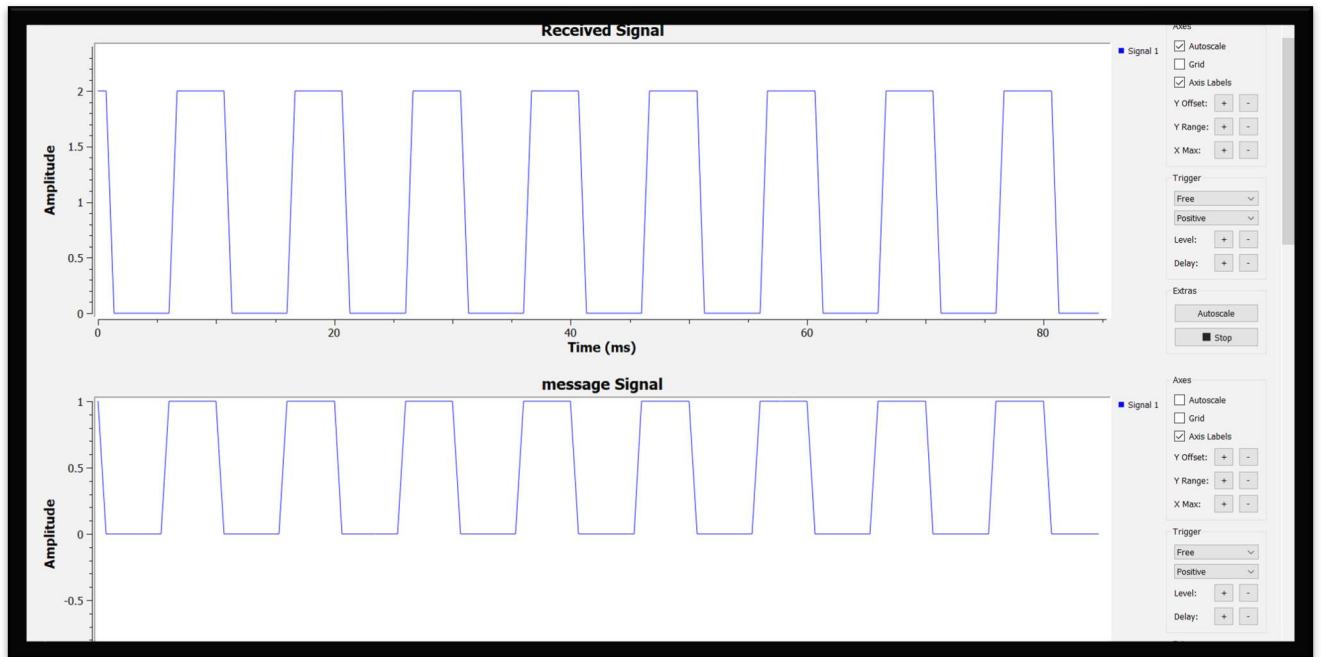 Received Signal
Signal 1
2
1.5
1
0.5
0
Amplitude
0
20
40
60
80
Time (ms)
Axes
Autoscale
Grid
Axis Labels
Y Offset: + -
Y Range: + -
X Max: + -
Trigger
Free
Positive
Level: + -
Delay: + -
Extras
Autoscale
Stop
message Signal
Signal 1
1
0.5
0
-0.5
Amplitude
Axes
Autoscale
Grid
Axis Labels
Y Offset: + -
Y Range: + -
X Max: + -
Trigger
Free
Positive
Level: + -
Delay: + -